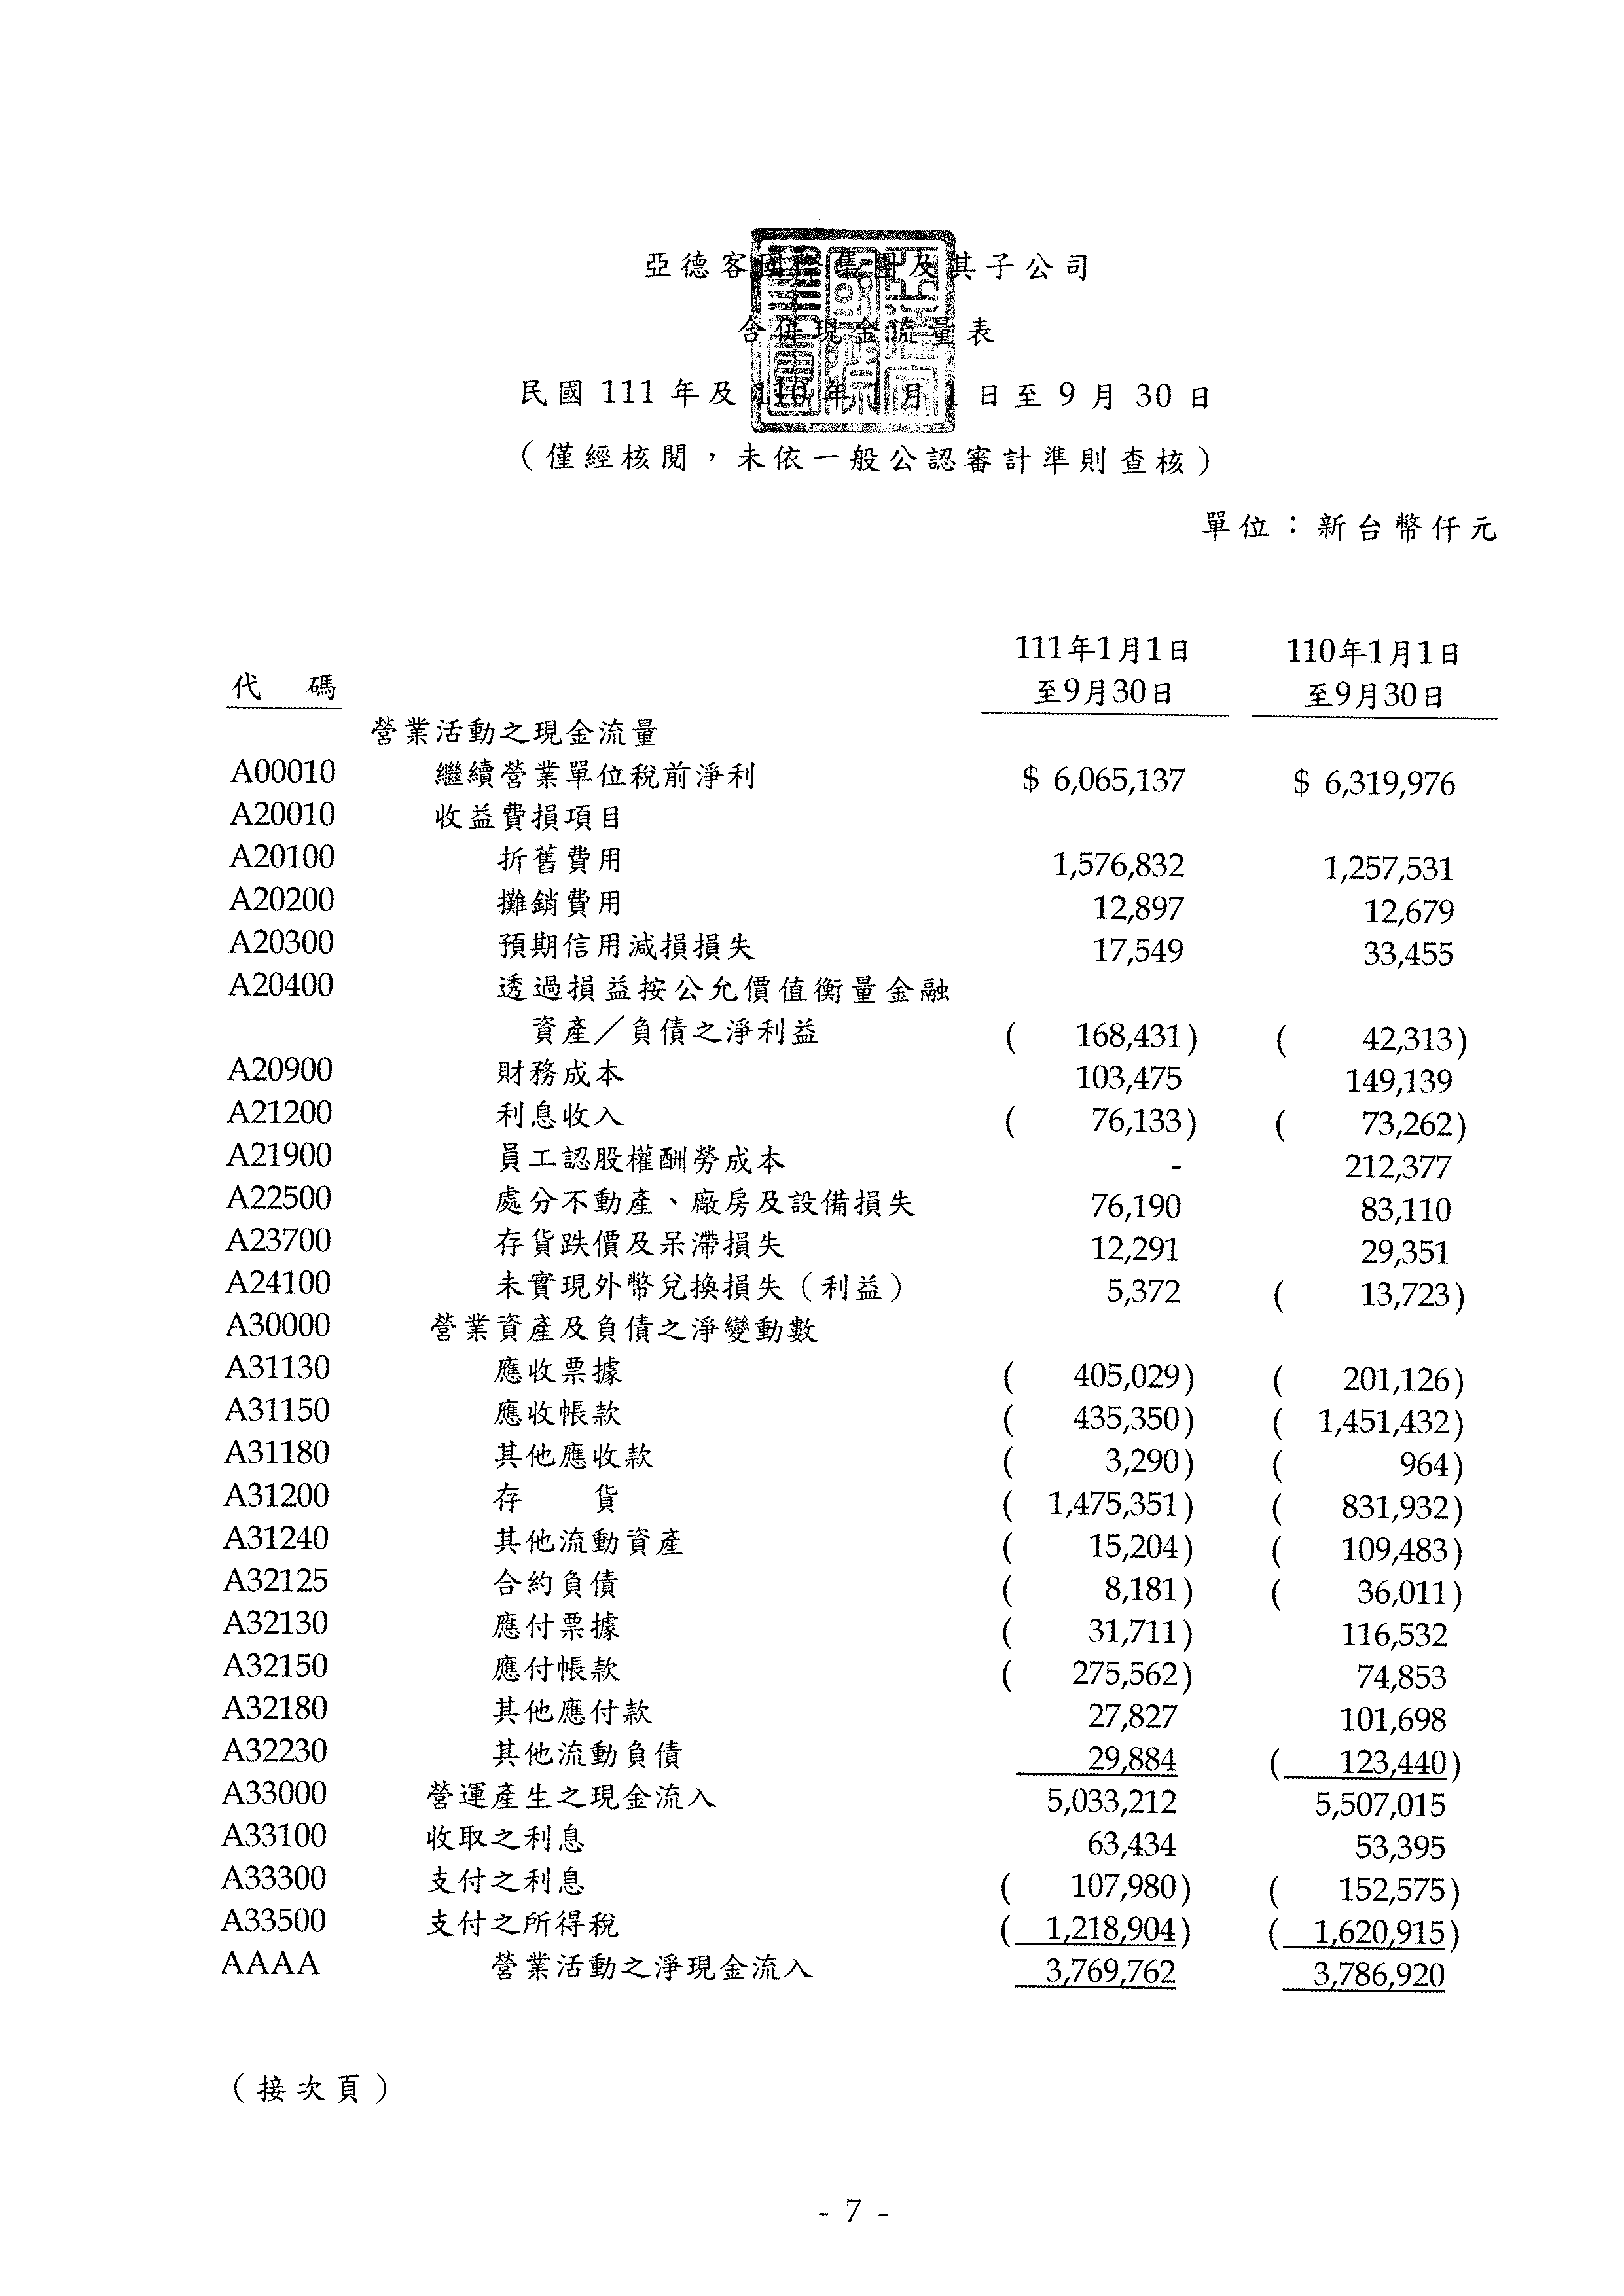 亞德客國際集團及其子公司
合併現金流量表
民國 111 年及 110 年 1 月 1 日至 9 月 30 日
（僅經核閱，未依一般公認審計準則查核）
單位：新台幣仟元
111年1月1日 110年1月1日
代 碼 至9月30日 至9月30日
營業活動之現金流量
A00010 繼續營業單位稅前淨利 $ 6,065,137 $ 6,319,976
A20010 收益費損項目
A20100 折舊費用 1,576,832 1,257,531
A20200 攤銷費用 12,897 12,679
A20300 預期信用減損損失 17,549 33,455
A20400 透過損益按公允價值衡量金融
資產／負債之淨利益 ( 168,431) ( 42,313)
A20900 財務成本 103,475 149,139
A21200 利息收入 ( 76,133) ( 73,262)
A21900 員工認股權酬勞成本 - 212,377
A22500 處分不動產、廠房及設備損失 76,190 83,110
A23700 存貨跌價及呆滯損失 12,291 29,351
A24100 未實現外幣兌換損失（利益） 5,372 ( 13,723)
A30000 營業資產及負債之淨變動數
A31130 應收票據 ( 405,029) ( 201,126)
A31150 應收帳款 ( 435,350) ( 1,451,432)
A31180 其他應收款 ( 3,290) ( 964)
A31200 存 貨 ( 1,475,351) ( 831,932)
A31240 其他流動資產 ( 15,204) ( 109,483)
A32125 合約負債 ( 8,181) ( 36,011)
A32130 應付票據 ( 31,711) 116,532
A32150 應付帳款 ( 275,562) 74,853
A32180 其他應付款 27,827 101,698
A32230 其他流動負債 29,884 ( 123,440)
A33000 營運產生之現金流入 5,033,212 5,507,015
A33100 收取之利息 63,434 53,395
A33300 支付之利息 ( 107,980) ( 152,575)
A33500 支付之所得稅 ( 1,218,904) ( 1,620,915)
AAAA 營業活動之淨現金流入 3,769,762 3,786,920
（接次頁）
- 7 -